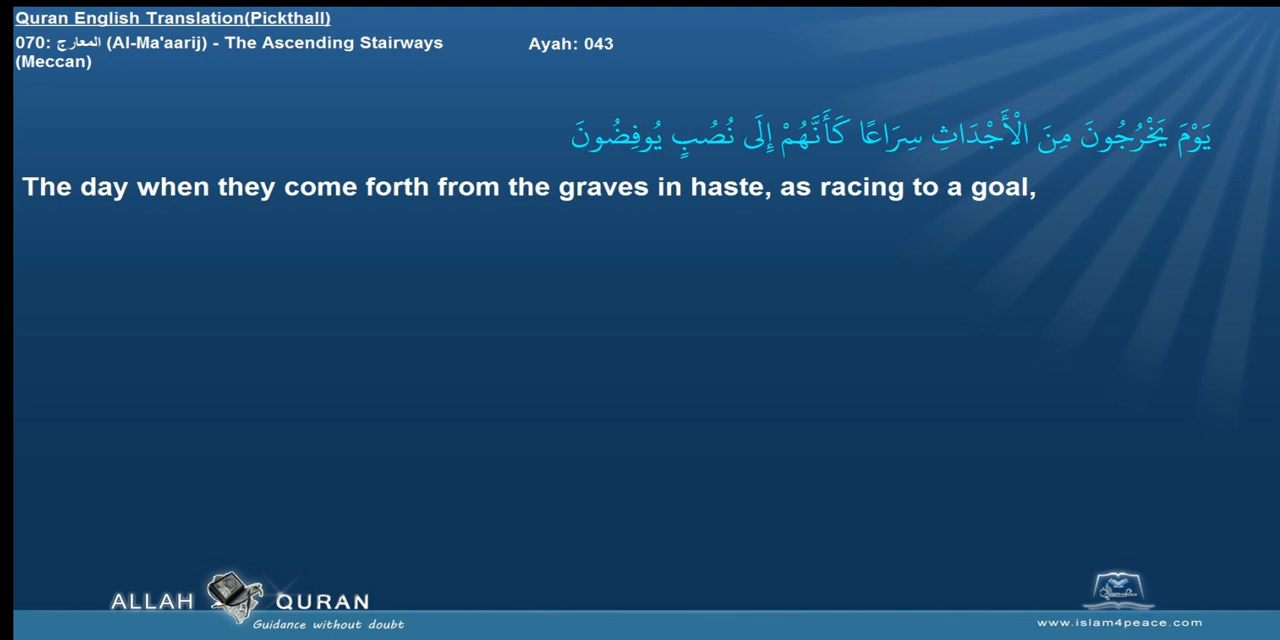 Quran English Translation(Pickthall)
070: المعارج (Al-Ma'aarij) - The Ascending Stairways
(Meccan)
Ayah: 043
يَوْمَ يَخْرُجُونَ مِنَ الْأَجْدَاثِ سِرَاعًا كَأَنَّهُمْ إِلَى نُصُبٍ يُوفِضُونَ
The day when they come forth from the graves in haste, as racing to a goal,
ALLAH QURAN
Guidance without doubt
www.islam4peace.com